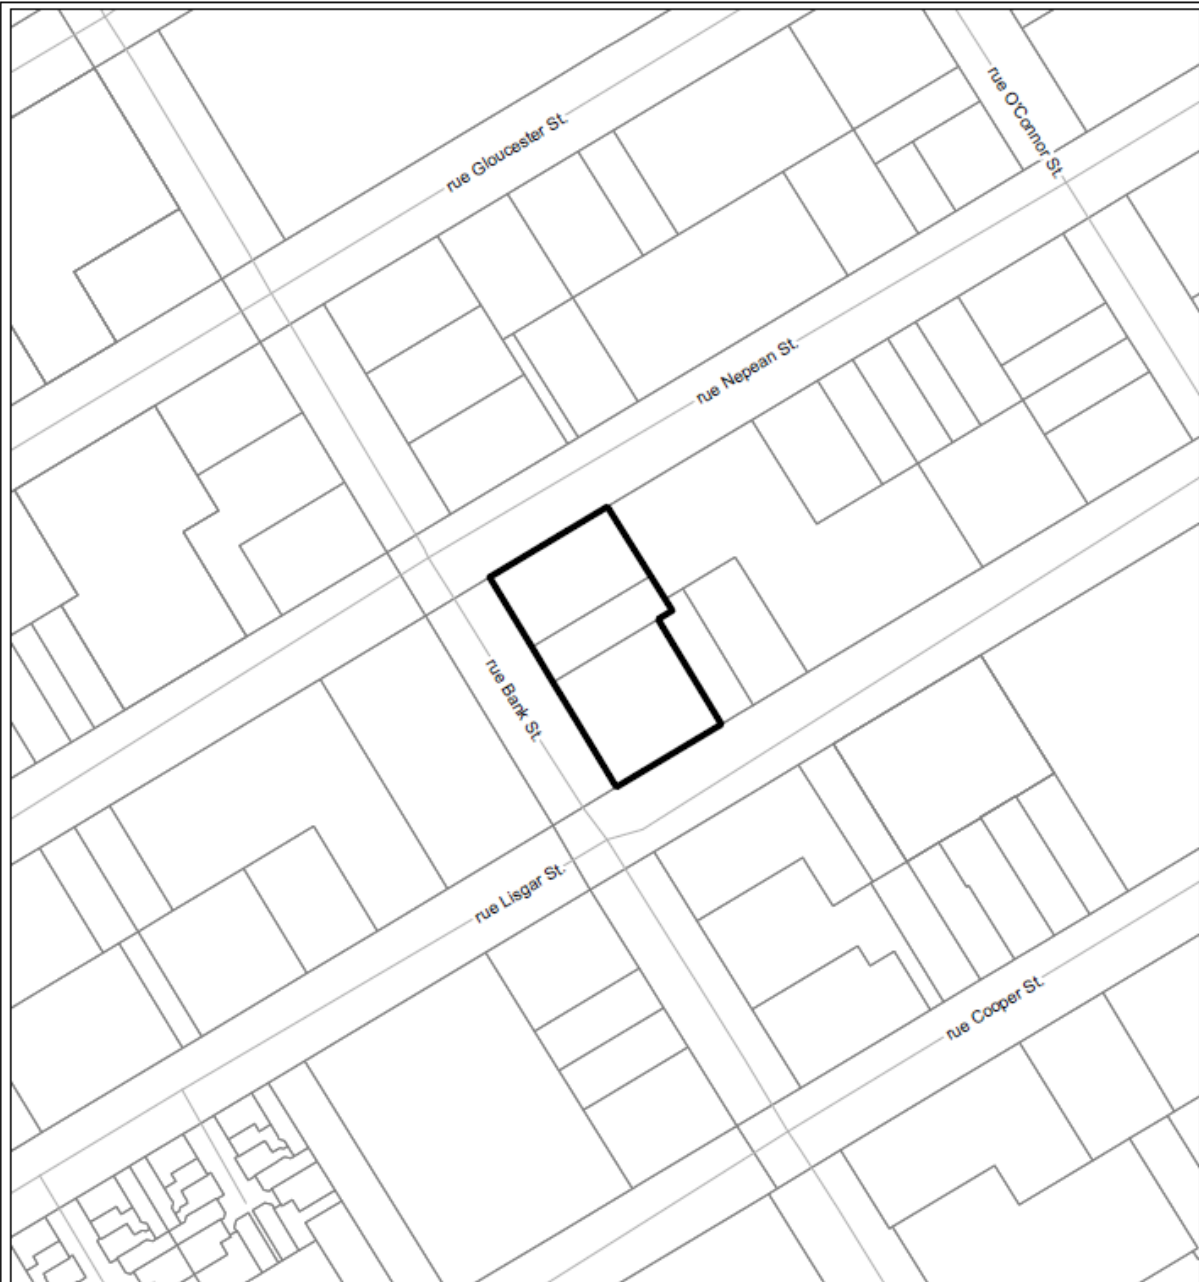 rue Gloucester St.
rue O'Connor St.
rue Nepean St.
rue Bank St.
rue Lisgar St.
rue Cooper St.